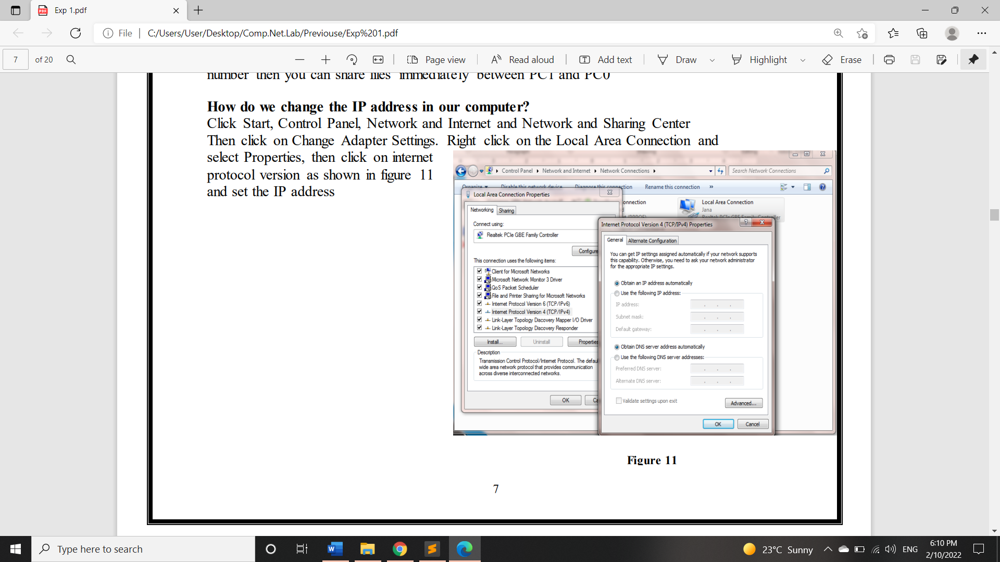 Exp 1.pdf
File
C:/Users/User/Desktop/Comp.Net.Lab/Previouse/Exp%201.pdf
7 of 20
Page view
Read aloud
Add text
Draw
Highlight
Erase
number then you can share files immediately between PC1 and PC0
How do we change the IP address in our computer?
Click Start, Control Panel, Network and Internet and Network and Sharing Center
Then click on Change Adapter Settings. Right click on the Local Area Connection and
select Properties, then click on internet
protocol version as shown in figure 11
and set the IP address
Control Panel
Network and Internet
Network Connections
Search Network Connections
Organize
Disable this network device
Diagnose this connection
Rename this connection
»
Local Area Connection Properties
Networking
Sharing
Connect using:
Realtek PCIe GBE Family Controller
Configure
This connection uses the following items:
Client for Microsoft Networks
Microsoft Network Monitor 3 Driver
QoS Packet Scheduler
File and Printer Sharing for Microsoft Networks
Internet Protocol Version 6 (TCP/IPv6)
Internet Protocol Version 4 (TCP/IPv4)
Link-Layer Topology Discovery Mapper I/O Driver
Link-Layer Topology Discovery Responder
Install...
Uninstall
Properties
Description
Transmission Control Protocol/Internet Protocol. The defaul
wide area network protocol that provides communication
across diverse interconnected networks.
OK
Ca
onnection
Local Area Connection
Jana
Realtek PCIe GBE Family Controller
Internet Protocol Version 4 (TCP/IPv4) Properties
General
Alternate Configuration
You can get IP settings assigned automatically if your network supports
this capability. Otherwise, you need to ask your network administrator
for the appropriate IP settings.
Obtain an IP address automatically
Use the following IP address:
IP address:
Subnet mask:
Default gateway:
Obtain DNS server address automatically
Use the following DNS server addresses:
Preferred DNS server:
Alternate DNS server:
Validate settings upon exit
Advanced...
OK
Cancel
Figure 11
7
Type here to search
23°C Sunny
ENG
6:10 PM
2/10/2022